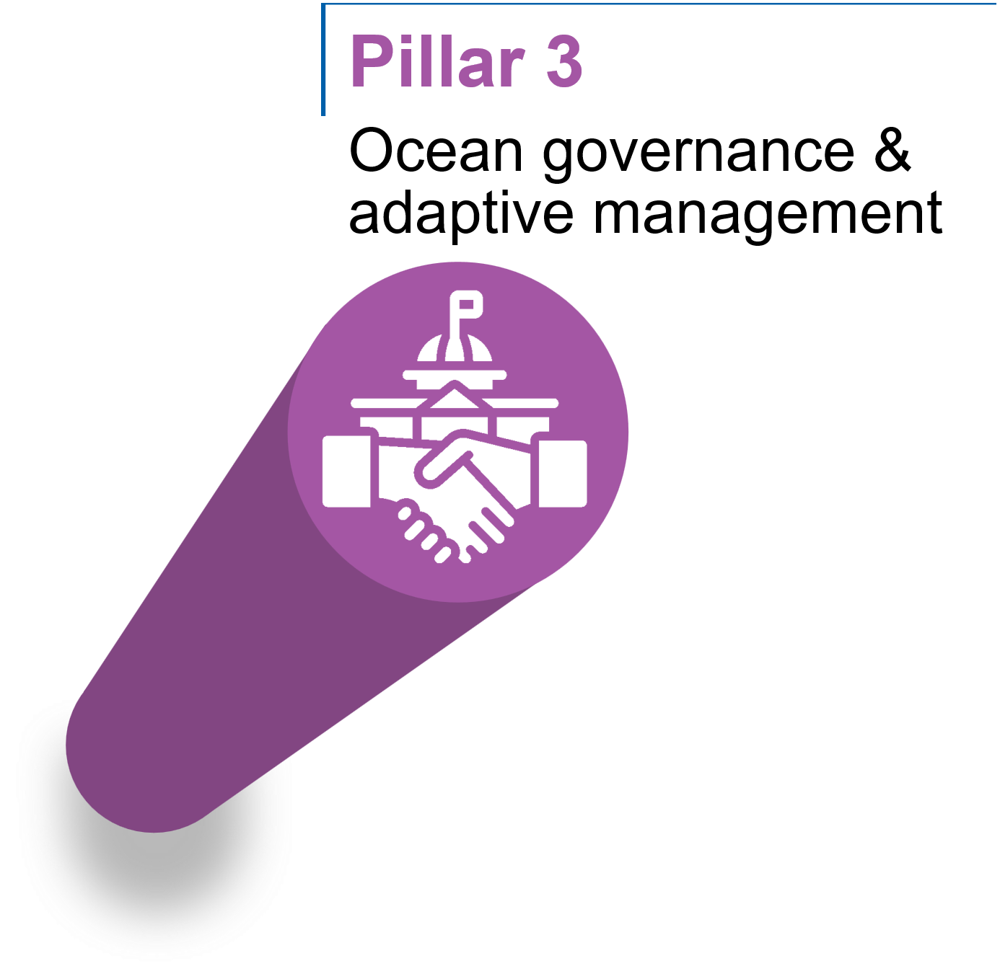 Pillar 3
Ocean governance &
adaptive management